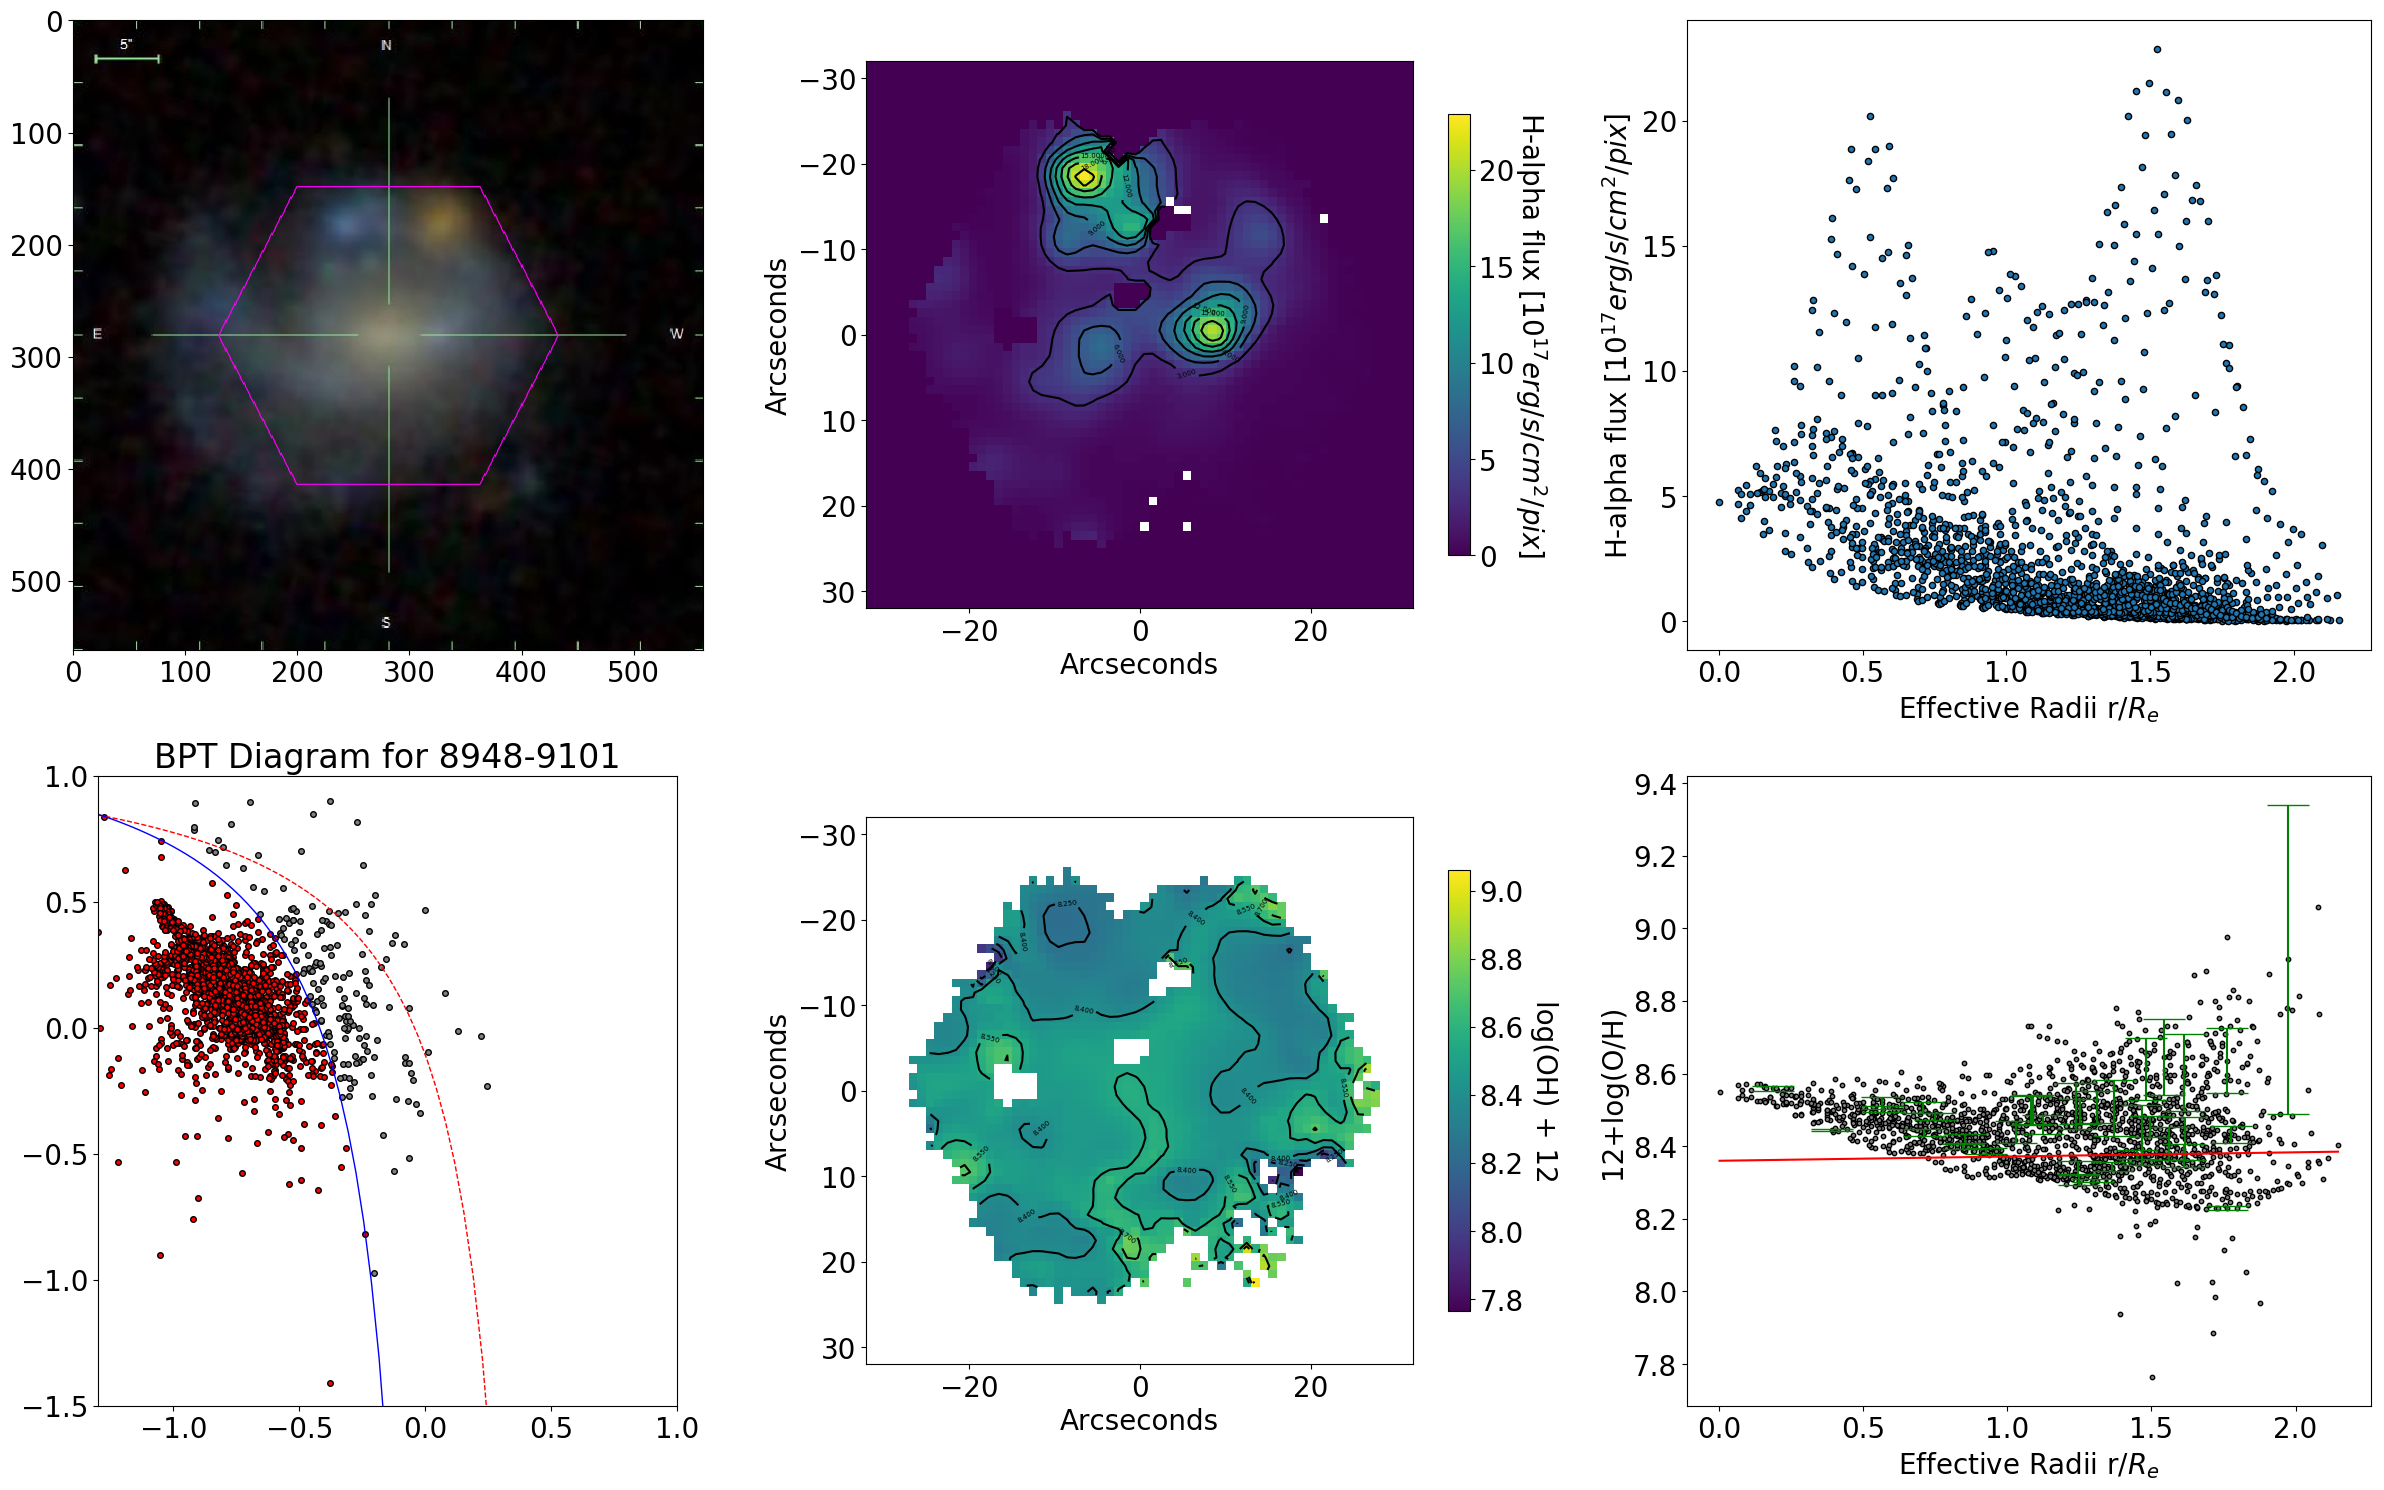 0
100
200
300
400
500
5"
N
E
W
S
0 100 200 300 400 500
−30
−20
−10
0
10
20
30
Arcseconds
−20 0 20
Arcseconds
20
15
10
5
0
H-alpha flux [10^17 erg/s/cm^2/pix]
H-alpha flux [10^17 erg/s/cm^2/pix]
20
15
10
5
0
0.0 0.5 1.0 1.5 2.0
Effective Radii r/R_e
BPT Diagram for 8948-9101
1.0
0.5
0.0
−0.5
−1.0
−1.5
−1.0 −0.5 0.0 0.5 1.0
−30
−20
−10
0
10
20
30
Arcseconds
−20 0 20
Arcseconds
9.0
8.8
8.6
8.4
8.2
8.0
7.8
log(OH) + 12
12+log(O/H)
9.4
9.2
9.0
8.8
8.6
8.4
8.2
8.0
7.8
0.0 0.5 1.0 1.5 2.0
Effective Radii r/R_e